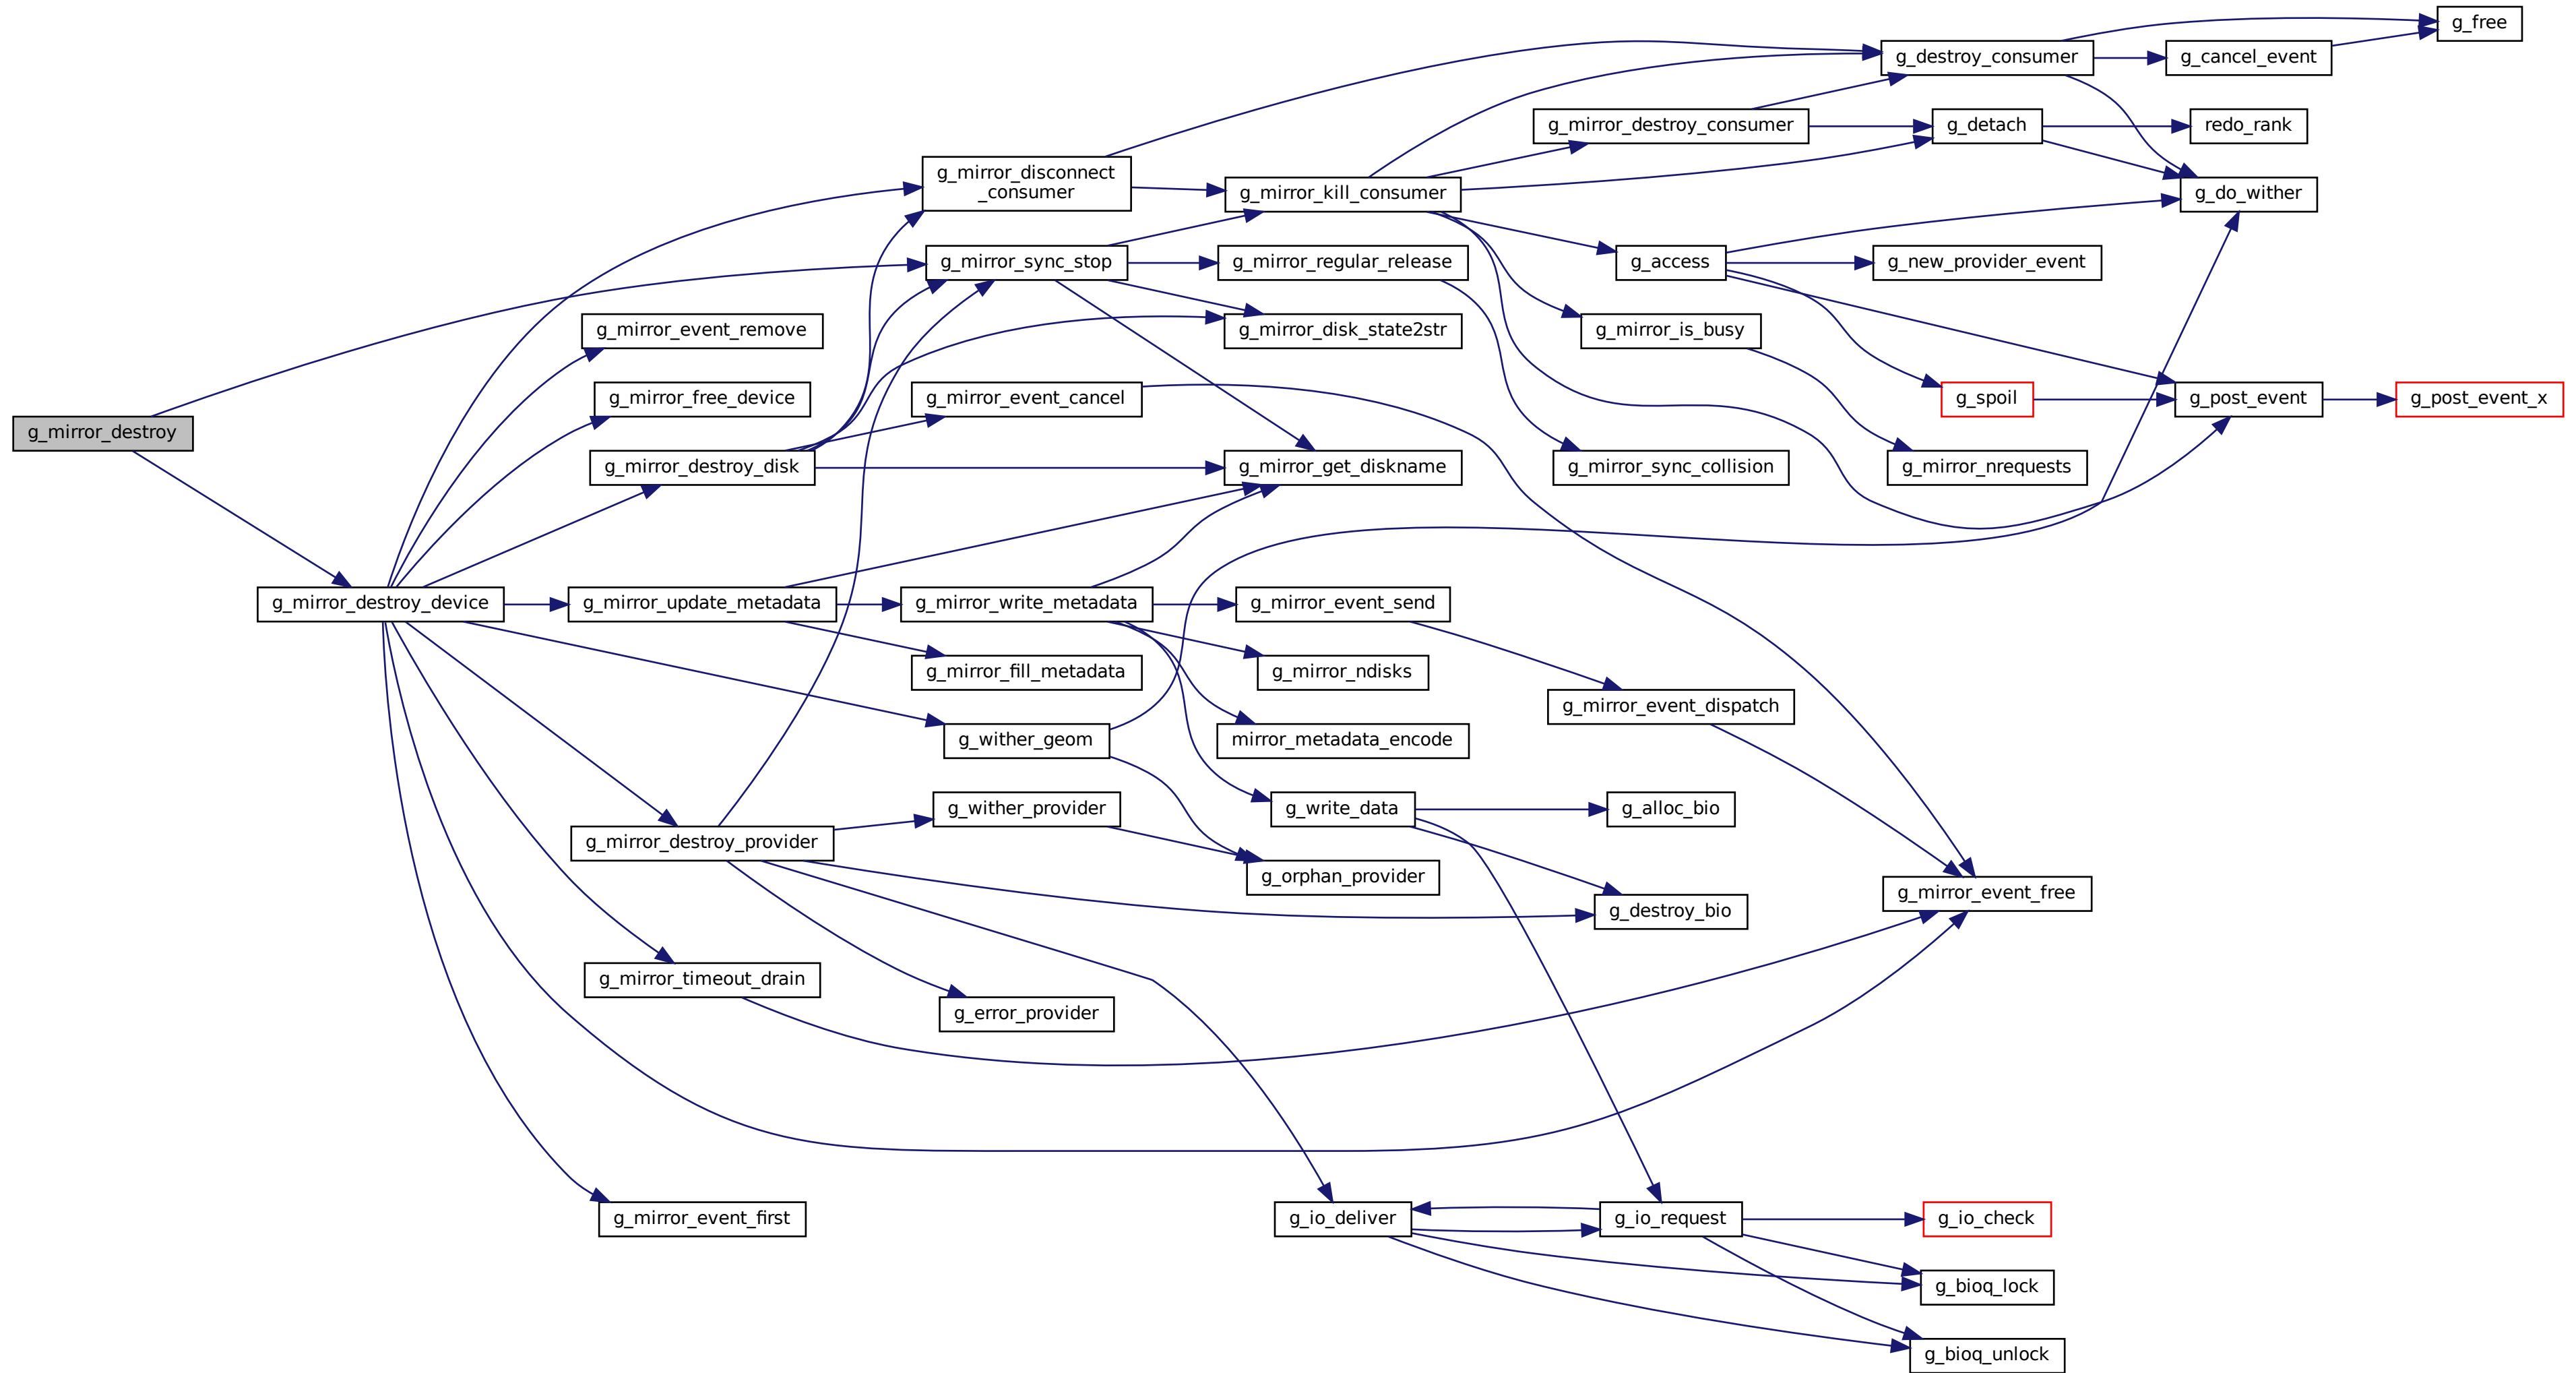 g_free
g_destroy_consumer
g_cancel_event
g_mirror_destroy_consumer
g_detach
redo_rank
g_mirror_disconnect
_consumer
g_mirror_kill_consumer
g_do_wither
g_mirror_sync_stop
g_mirror_regular_release
g_access
g_new_provider_event
g_mirror_event_remove
g_mirror_disk_state2str
g_mirror_is_busy
g_mirror_free_device
g_mirror_event_cancel
g_spoil
g_post_event
g_post_event_x
g_mirror_destroy
g_mirror_destroy_disk
g_mirror_get_diskname
g_mirror_sync_collision
g_mirror_nrequests
g_mirror_destroy_device
g_mirror_update_metadata
g_mirror_write_metadata
g_mirror_event_send
g_mirror_fill_metadata
g_mirror_ndisks
g_mirror_event_dispatch
g_wither_geom
mirror_metadata_encode
g_wither_provider
g_write_data
g_alloc_bio
g_mirror_destroy_provider
g_orphan_provider
g_mirror_event_free
g_destroy_bio
g_mirror_timeout_drain
g_error_provider
g_mirror_event_first
g_io_deliver
g_io_request
g_io_check
g_bioq_lock
g_bioq_unlock